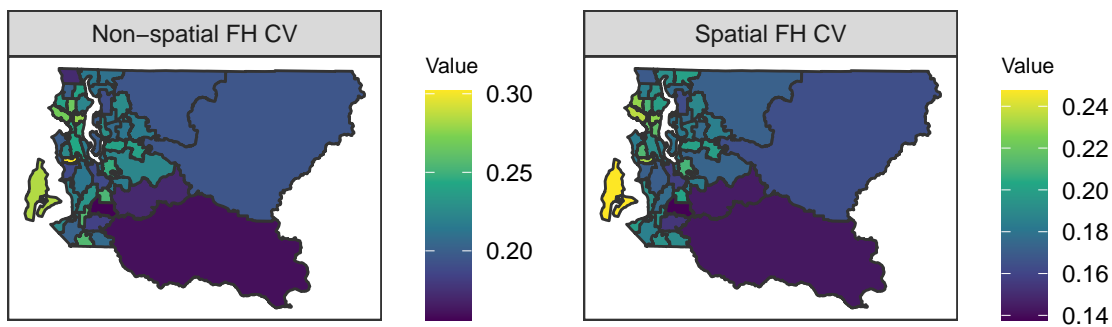 Non−spatial FH CV
Value
0.30
0.25
0.20
Spatial FH CV
Value
0.24
0.22
0.20
0.18
0.16
0.14